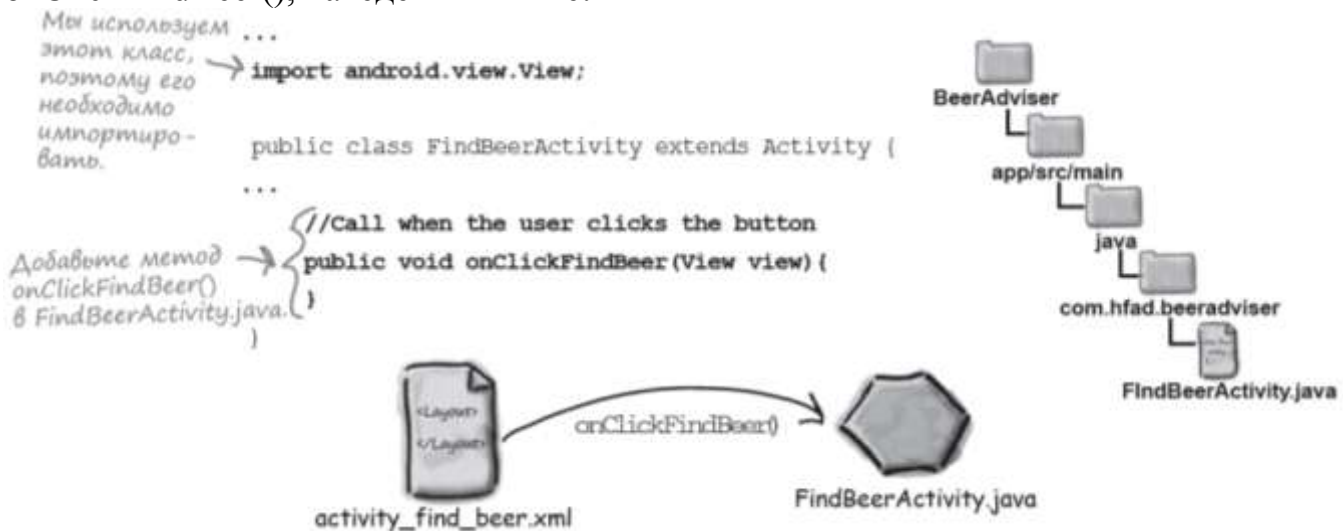 Мы используем
этот класс,
поэтому его
необходимо
импортиро-
вать.
...
import android.view.View;
public class FindBeerActivity extends Activity {
...
//Call when the user clicks the button
public void onClickFindBeer(View view){
}
Добавьте метод
onClickFindBeer()
в FindBeerActivity.java.
}
BeerAdviser
app/src/main
java
com.hfad.beeradviser
FIndBeerActivity.java
<Layout>
</Layout>
onClickFindBeer()
activity_find_beer.xml
FindBeerActivity.java